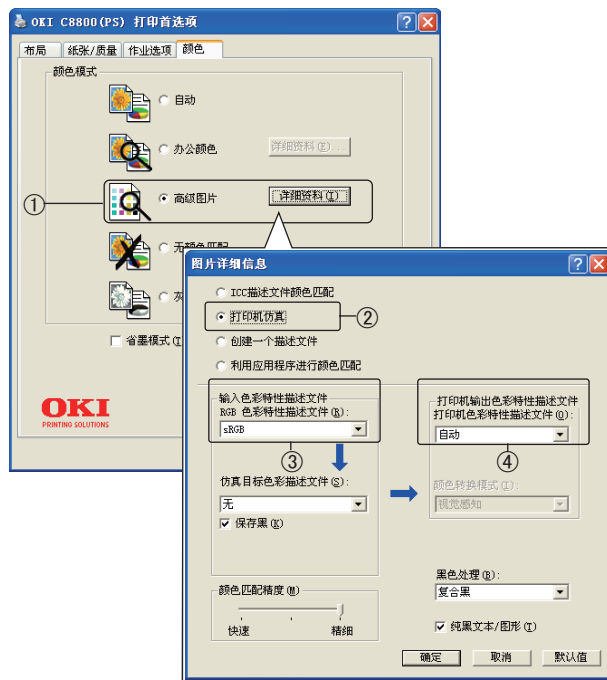 OKI C8800(PS) 打印首选项
布局 纸张/质量 作业选项 颜色
颜色模式
自动
办公颜色 详细资料(E)...
① 高级图片 详细资料(I)
无颜色匹配
灰
省墨模式(T
OKI
PRINTING SOLUTIONS
图片详细信息
ICC描述文件颜色匹配
打印机仿真 ②
创建一个描述文件
利用应用程序进行颜色匹配
输入色彩特性描述文件
RGB 色彩特性描述文件(R):
sRGB
③
仿真目标色彩描述文件(S):
无
保存黑(K)
打印机输出色彩特性描述文件
打印机色彩特性描述文件(O):
自动
④
颜色转换模式(I):
视觉感知
颜色匹配精度(M)
快速 精细
黑色处理(B):
复合黑
纯黑文本/图形(T)
确定 取消 默认值